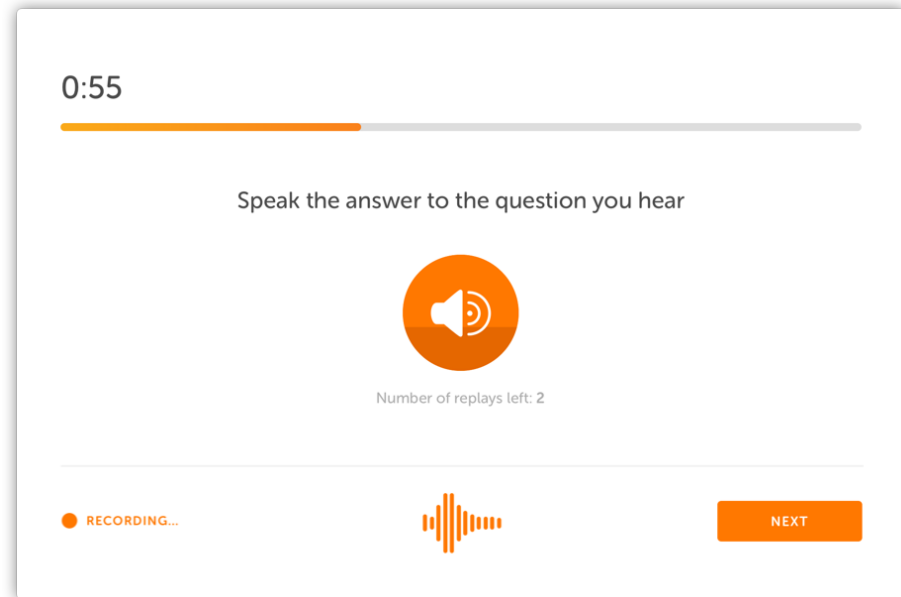 0:55
Speak the answer to the question you hear
Number of replays left: 2
RECORDING...
NEXT